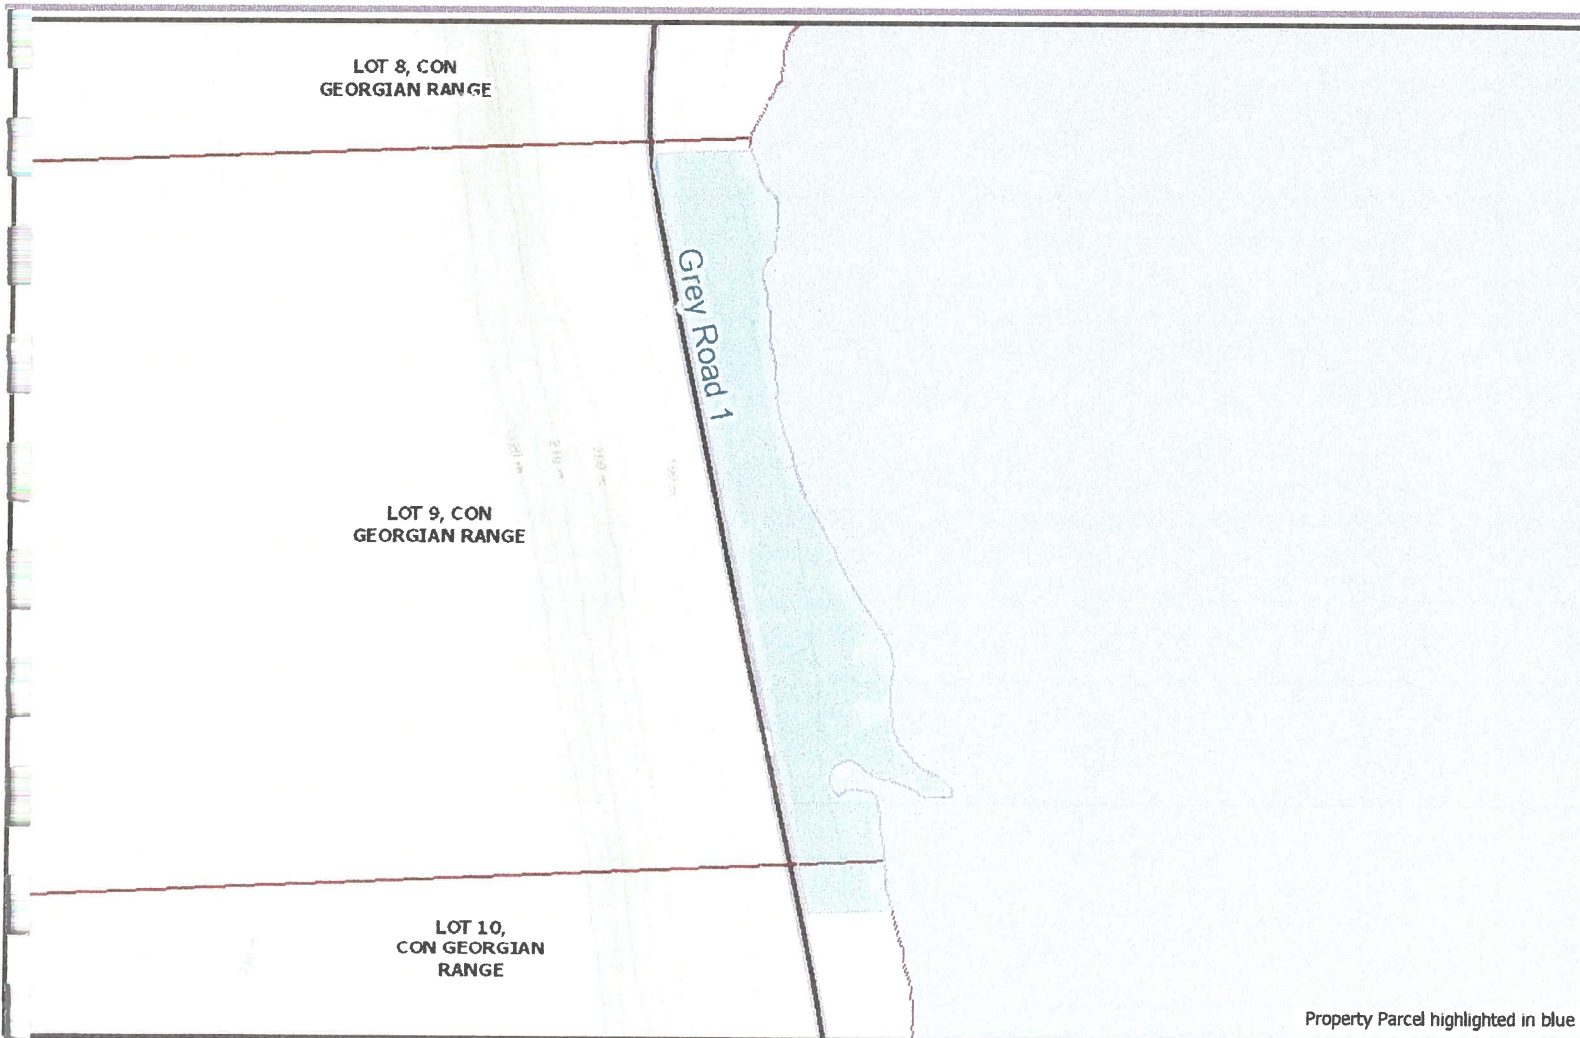 LOT 8, CON
GEORGIAN RANGE
Grey Road 1
LOT 9, CON
GEORGIAN RANGE
LOT 10,
CON GEORGIAN
RANGE
Property Parcel highlighted in blue